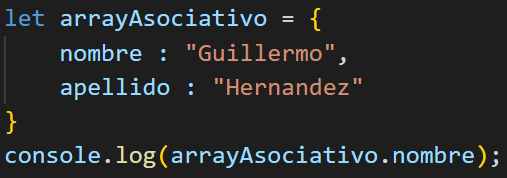 let arrayAsociativo = {
    nombre : "Guillermo",
    apellido : "Hernandez"
}
console.log(arrayAsociativo.nombre);